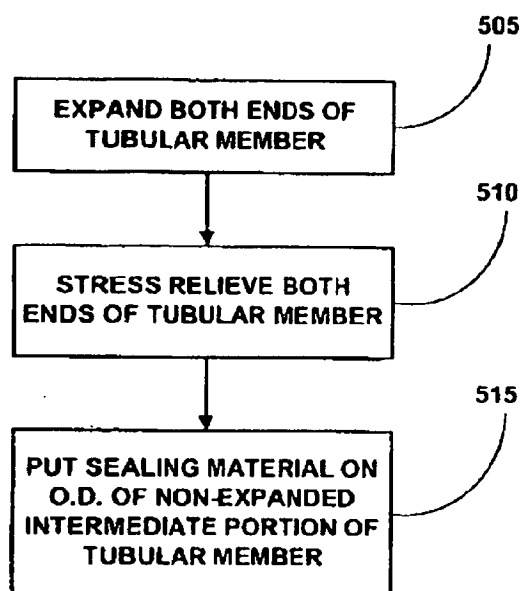 505
EXPAND BOTH ENDS OF
TUBULAR MEMBER
510
STRESS RELIEVE BOTH
ENDS OF TUBULAR MEMBER
515
PUT SEALING MATERIAL ON
O.D. OF NON-EXPANDED
INTERMEDIATE PORTION OF
TUBULAR MEMBER